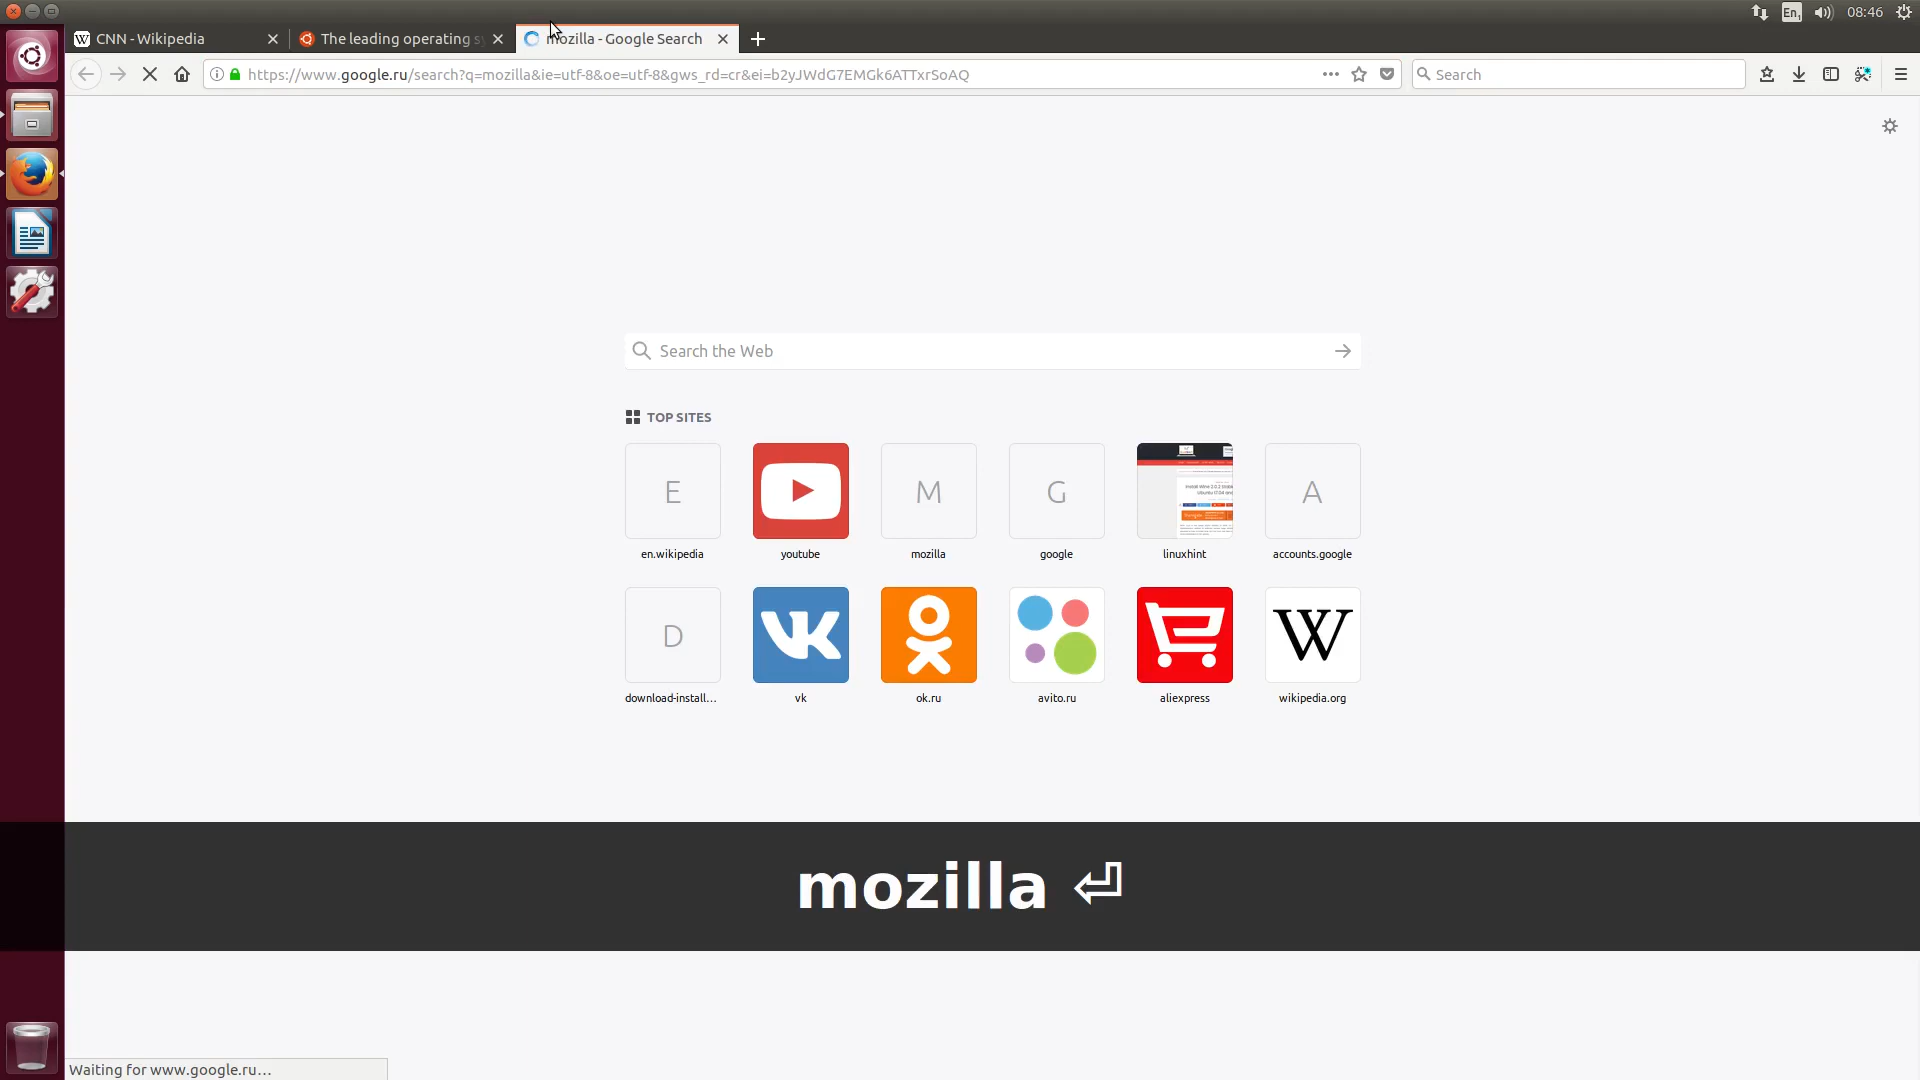 En1
08:46
CNN - Wikipedia
The leading operating sy
mozilla - Google Search
https://www.google.ru/search?q=mozilla&ie=utf-8&oe=utf-8&gws_rd=cr&ei=b2yJWdG7EMGk6ATTxrSoAQ
Search
Search the Web
TOP SITES
E
M
G
A
en.wikipedia
youtube
mozilla
google
linuxhint
accounts.google
D
W
download-install...
vk
ok.ru
avito.ru
aliexpress
wikipedia.org
mozilla ⏎
Waiting for www.google.ru...